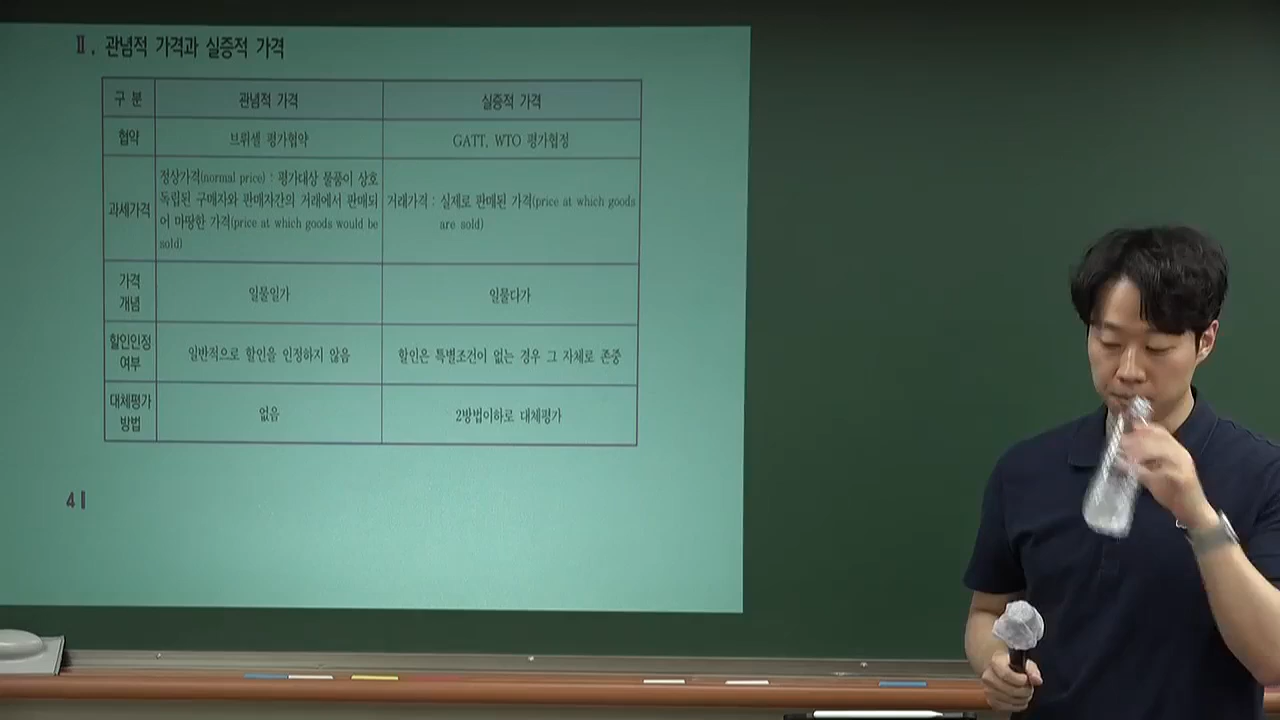 Ⅱ. 관념적 가격과 실증적 가격
구 분 관념적 가격 실증적 가격
협약 브뤼셀 평가협약 GATT, WTO 평가협정
과세가격
정상가격(normal price) : 평가대상 물품이 상호
독립된 구매자와 판매자간의 거래에서 판매되
어 마땅한 가격(price at which goods would be
sold)
거래가격 : 실제로 판매된 가격(price at which goods
are sold)
가격
개념
일물일가
일물다가
할인인정
여부
일반적으로 할인을 인정하지 않음
할인은 특별조건이 없는 경우 그 자체로 존중
대체평가
방법
없음
2방법이하로 대체평가
4